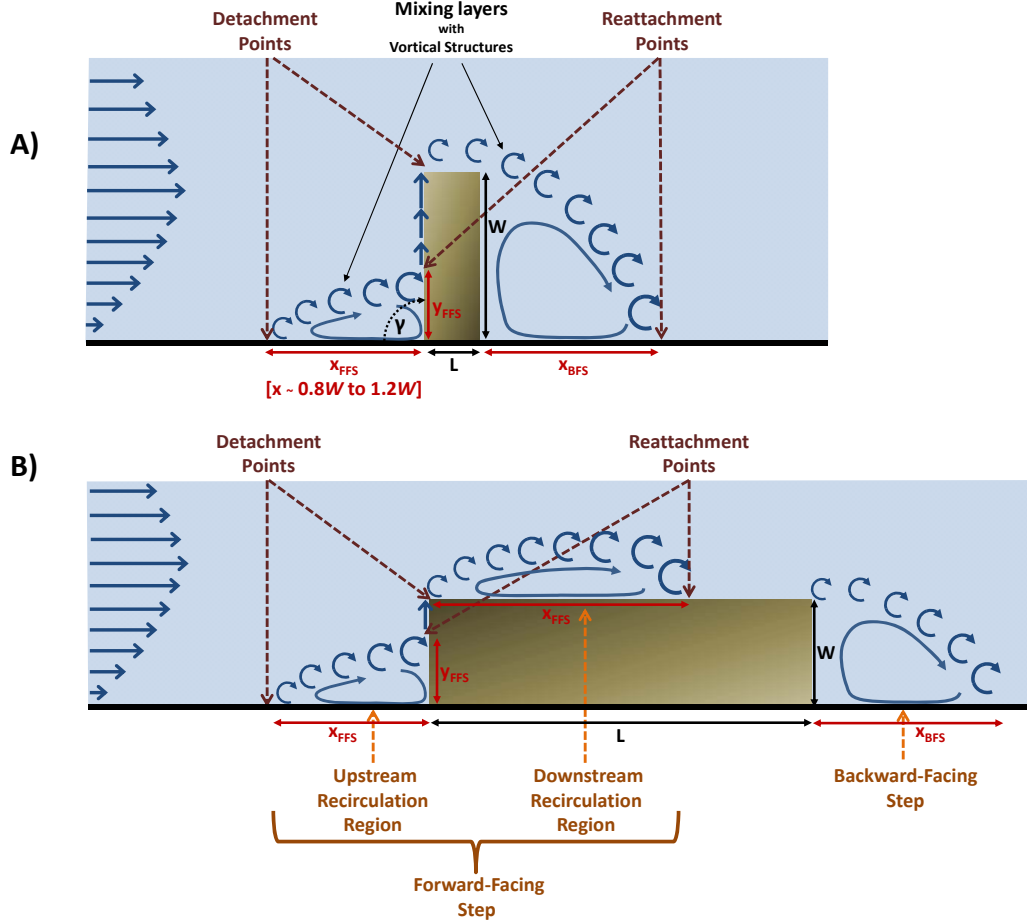 Detachment
Points
Mixing layers
with
Vortical Structures
Reattachment
Points
A)
W
yFFS
γ
xFFS
L
xBFS
[x ~ 0.8W to 1.2W]
Detachment
Points
Reattachment
Points
B)
xFFS
W
yFFS
xFFS
L
xBFS
Upstream
Recirculation
Region
Downstream
Recirculation
Region
Backward-Facing
Step
Forward-Facing
Step